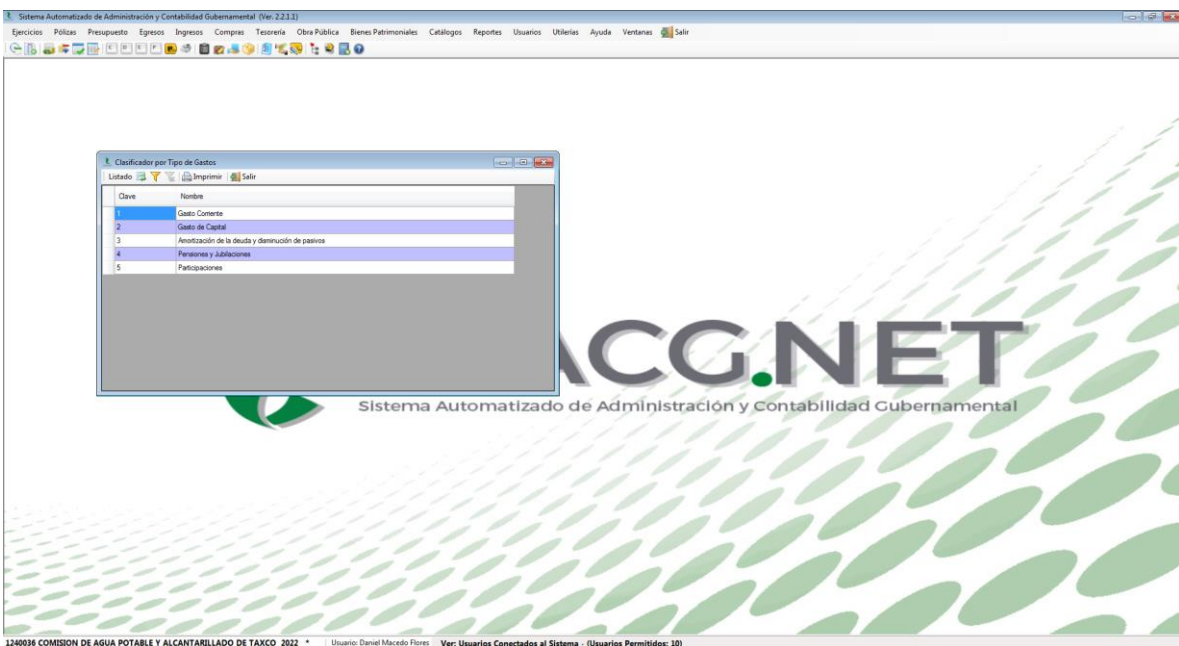 Sistema Automatizado de Administración y Contabilidad Gubernamental (Ver. 2.2.1.1)
Ejercicios Pólizas Presupuesto Egresos Ingresos Compras Tesorería Obra Pública Bienes Patrimoniales Catálogos Reportes Usuarios Utilerías Ayuda Ventanas Salir
Clasificador por Tipo de Gastos
Listado Imprimir Salir
Clave Nombre
1 Gasto Corriente
2 Gasto de Capital
3 Amortización de la deuda y disminución de pasivos
4 Pensiones y Jubilaciones
5 Participaciones
ACG.NET
Sistema Automatizado de Administración y Contabilidad Gubernamental
1240036 COMISION DE AGUA POTABLE Y ALCANTARILLADO DE TAXCO 2022 * Usuario: Daniel Macedo Flores Ver: Usuarios Conectados al Sistema - (Usuarios Permitidos: 10)